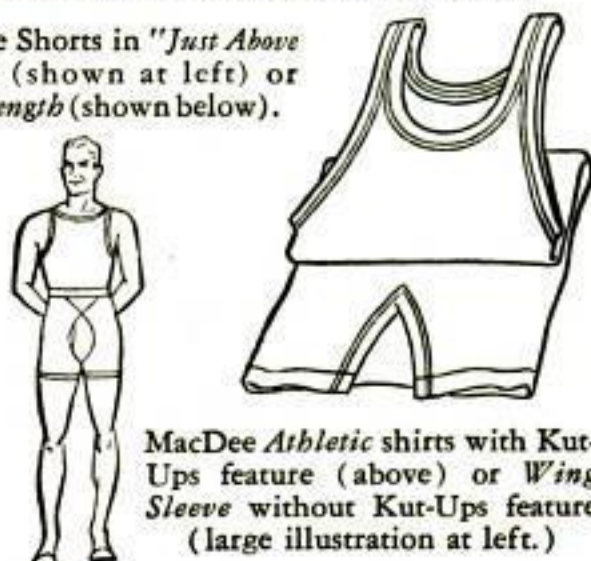 e Shorts in "Just Above
(shown at left) or
ength (shown below).
MacDee Athletic shirts with Kut-
Ups feature (above) or Wing
Sleeve without Kut-Ups feature
(large illustration at left.)